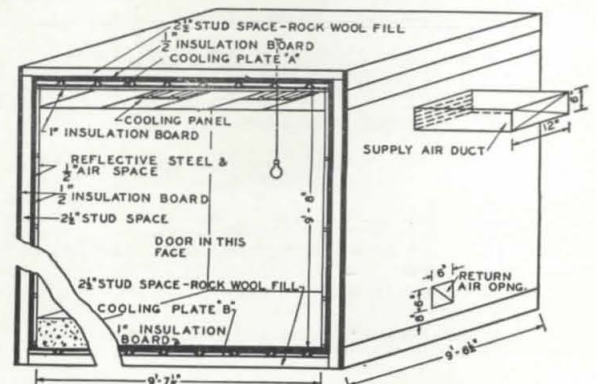 2½" STUD SPACE-ROCK WOOL FILL
½" INSULATION BOARD
COOLING PLATE "A"
COOLING PANEL
1" INSULATION BOARD
REFLECTIVE STEEL &
½" AIR SPACE
½" INSULATION BOARD
2½" STUD SPACE
9'-8"
DOOR IN THIS
FACE
2½" STUD SPACE-ROCK WOOL FILL
COOLING PLATE "B"
1" INSULATION
BOARD
9'-7½"
6"
12"
SUPPLY AIR DUCT
6"
RETURN
AIR OPNG.
6"
6"
9'-6½"